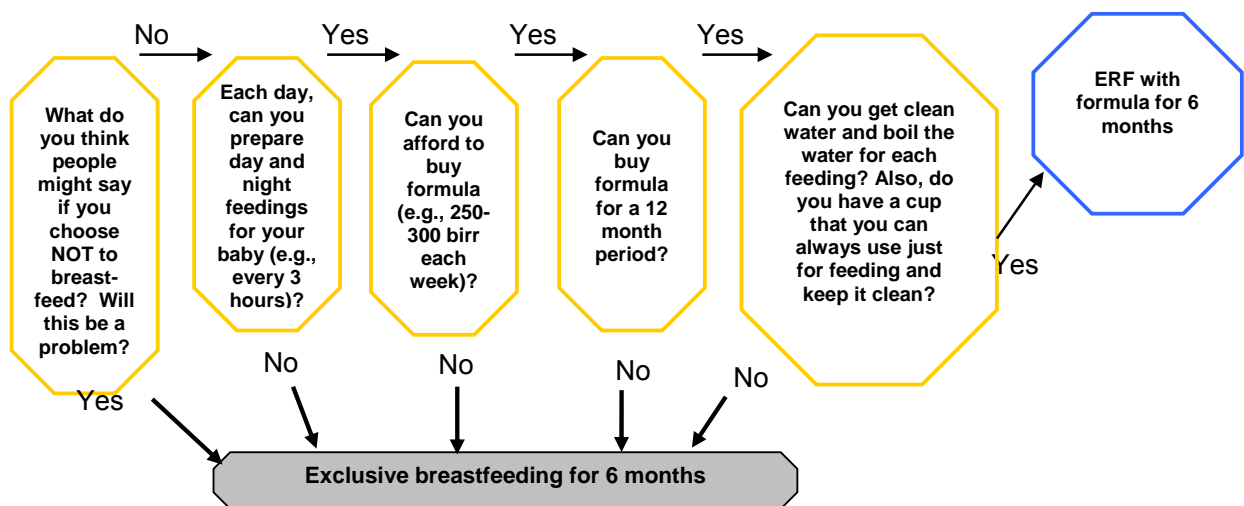 No
Yes
Yes
Yes
What do
you think
people
might say
if you
choose
NOT to
breast-
feed?  Will
this be a
problem?
Each day,
can you
prepare
day and
night
feedings
for your
baby (e.g.,
every 3
hours)?
Can you
afford to
buy
formula
(e.g., 250-
300 birr
each
week)?
Can you
buy
formula
for a 12
month
period?
Can you get clean
water and boil the
water for each
feeding? Also, do
you have a cup
that you can
always use just
for feeding and
keep it clean?
ERF with
formula for 6
months
Yes
Yes
No
No
No
No
Exclusive breastfeeding for 6 months